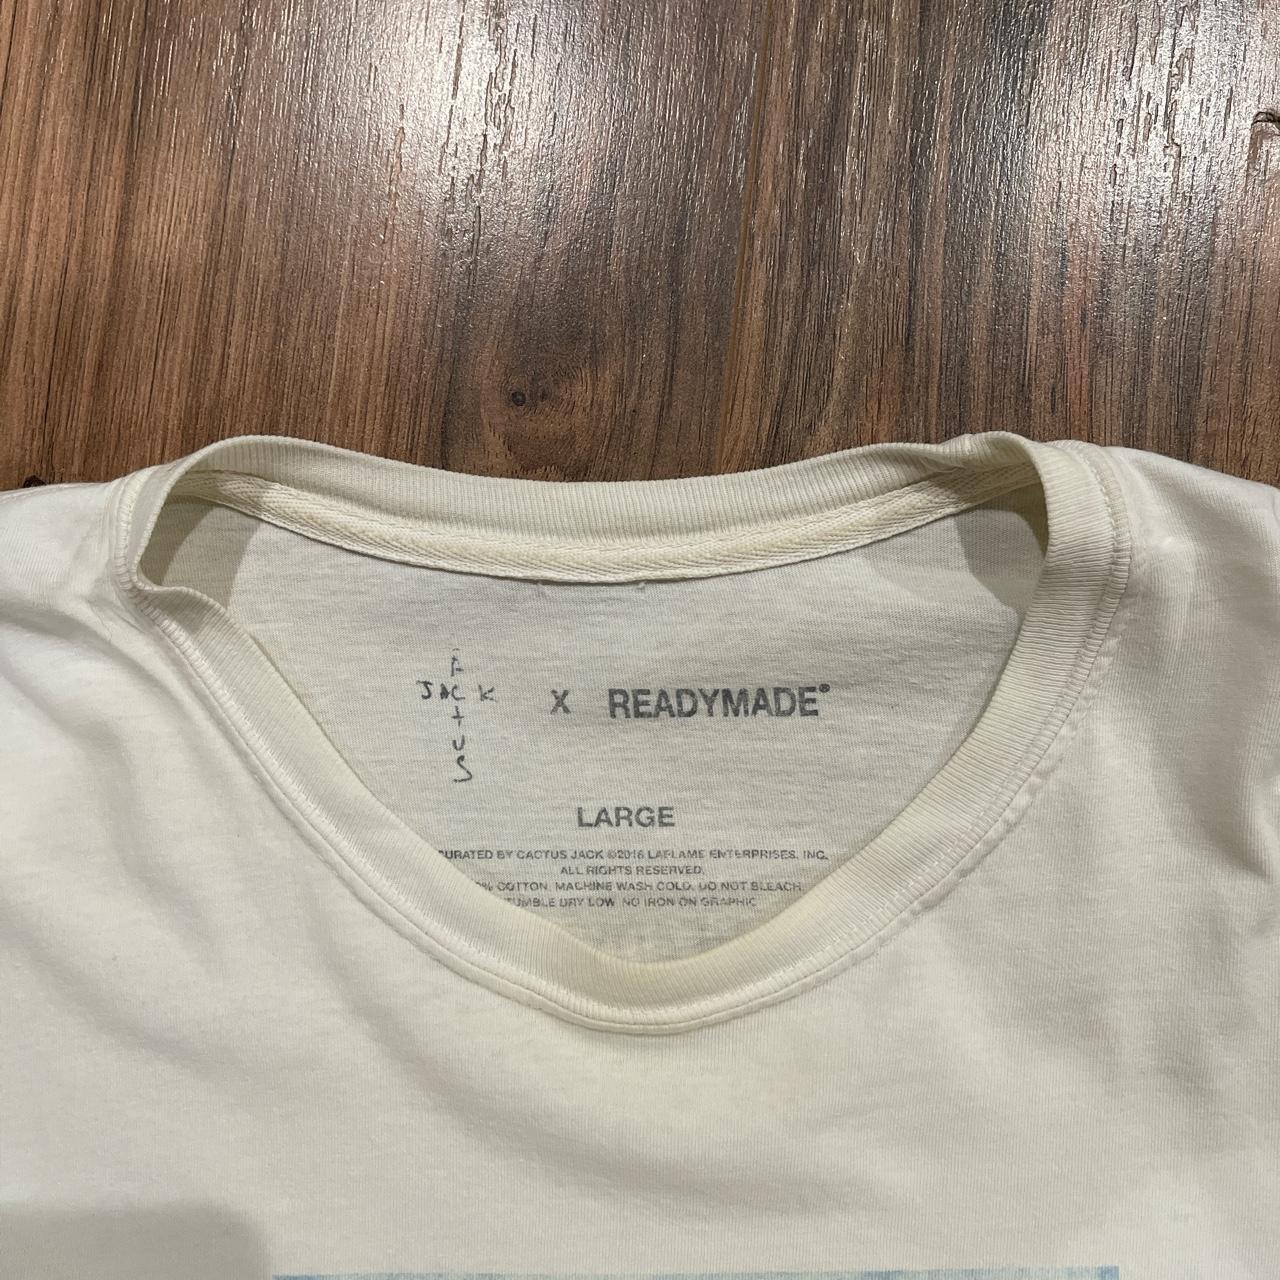 JACK X READYMADE®
A
C
t
U
S
LARGE
CURATED BY CACTUS JACK ©2016 LAFLAME ENTERPRISES, INC.
ALL RIGHTS RESERVED.
% COTTON. MACHINE WASH COLD. DO NOT BLEACH.
TUMBLE DRY LOW NO IRON ON GRAPHIC